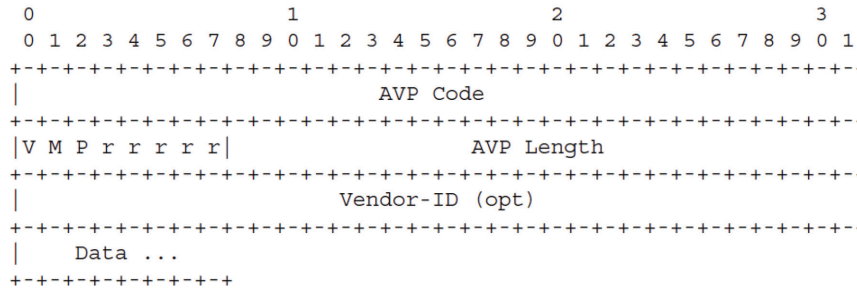 0                   1                   2                   3
 0 1 2 3 4 5 6 7 8 9 0 1 2 3 4 5 6 7 8 9 0 1 2 3 4 5 6 7 8 9 0 1
+-+-+-+-+-+-+-+-+-+-+-+-+-+-+-+-+-+-+-+-+-+-+-+-+-+-+-+-+-+-+-+-
|                           AVP Code
+-+-+-+-+-+-+-+-+-+-+-+-+-+-+-+-+-+-+-+-+-+-+-+-+-+-+-+-+-+-+-+-
|V M P r r r r r|                  AVP Length
+-+-+-+-+-+-+-+-+-+-+-+-+-+-+-+-+-+-+-+-+-+-+-+-+-+-+-+-+-+-+-+-
|                        Vendor-ID (opt)
+-+-+-+-+-+-+-+-+-+-+-+-+-+-+-+-+-+-+-+-+-+-+-+-+-+-+-+-+-+-+-+-
|    Data ...
+-+-+-+-+-+-+-+-+